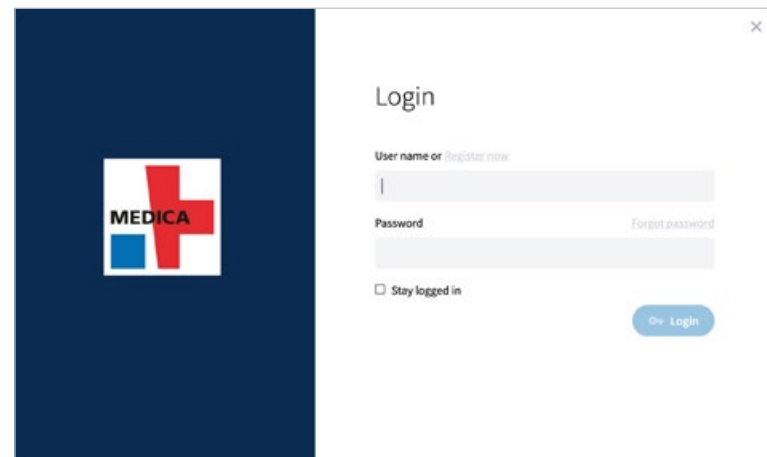 MEDICA
Login
User name or Register now
Password Forgot password
Stay logged in
Login